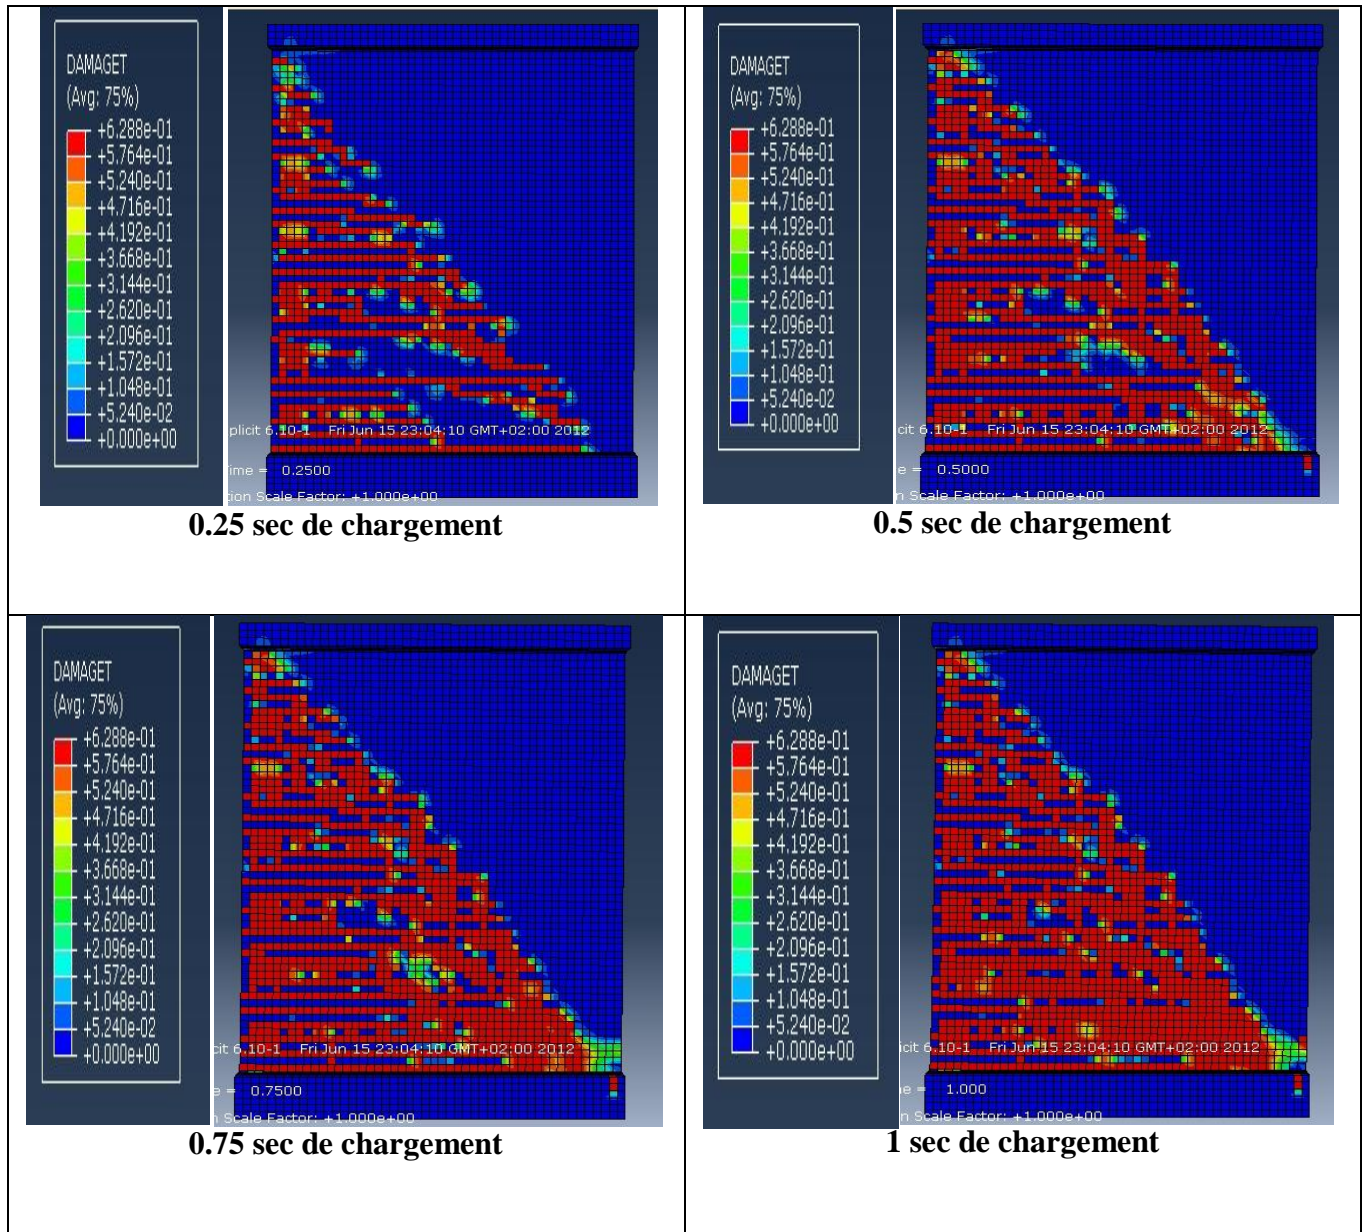 DAMAGET
(Avg: 75%)
+6.288e-01
+5.764e-01
+5.240e-01
+4.716e-01
+4.192e-01
+3.668e-01
+3.144e-01
+2.620e-01
+2.096e-01
+1.572e-01
+1.048e-01
+5.240e-02
+0.000e+00
plicit 6.10-1 Fri Jun 15 23:04:10 GMT+02:00 2012
ime = 0.2500
tion Scale Factor: +1.000e+00
0.25 sec de chargement
DAMAGET
(Avg: 75%)
+6.288e-01
+5.764e-01
+5.240e-01
+4.716e-01
+4.192e-01
+3.668e-01
+3.144e-01
+2.620e-01
+2.096e-01
+1.572e-01
+1.048e-01
+5.240e-02
+0.000e+00
cit 6.10-1 Fri Jun 15 23:04:10 GMT+02:00 2012
e = 0.5000
n Scale Factor: +1.000e+00
0.5 sec de chargement
DAMAGET
(Avg: 75%)
+6.288e-01
+5.764e-01
+5.240e-01
+4.716e-01
+4.192e-01
+3.668e-01
+3.144e-01
+2.620e-01
+2.096e-01
+1.572e-01
+1.048e-01
+5.240e-02
+0.000e+00
cit 6.10-1 Fri Jun 15 23:04:10 GMT+02:00 2012
e = 0.7500
n Scale Factor: +1.000e+00
0.75 sec de chargement
DAMAGET
(Avg: 75%)
+6.288e-01
+5.764e-01
+5.240e-01
+4.716e-01
+4.192e-01
+3.668e-01
+3.144e-01
+2.620e-01
+2.096e-01
+1.572e-01
+1.048e-01
+5.240e-02
+0.000e+00
icit 6.10-1 Fri Jun 15 23:04:10 GMT+02:00 2012
e = 1.000
n Scale Factor: +1.000e+00
1 sec de chargement